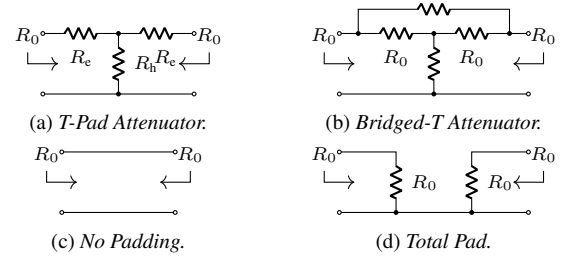 R₀ Rₑ Rₕ Rₑ R₀
(a) T-Pad Attenuator.
R₀ R₀ R₀ R₀
(b) Bridged-T Attenuator.
R₀ R₀
(c) No Padding.
R₀ R₀ R₀ R₀
(d) Total Pad.